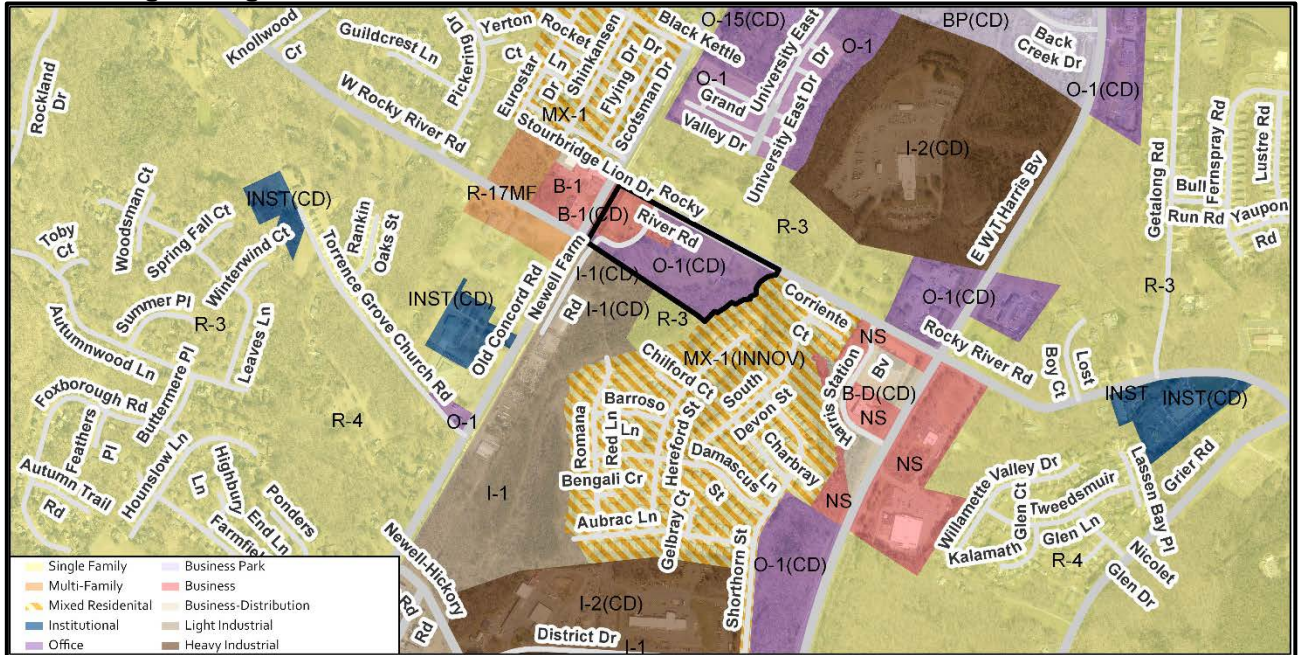 Rockland Dr
Knollwood Cr
Guildcrest Ln
Pickering Dr
Yerton Ct
Rocket Ln
Eurostar Dr
Shinkansen Dr
Flying Dr
Scotsman Dr
Black Kettle
MX-1
Stourbridge Lion Dr
W Rocky River Rd
O-15(CD)
O-1
O-1
Grand Valley Dr
University East Dr
University East Dr
BP(CD)
Back Creek Dr
O-1(CD)
I-2(CD)
E W T Harris Bv
Getalong Rd
Bull Run Rd
Fernspray Rd
Lustre Rd
Yaupon Rd
R-17MF
B-1
B-1(CD)
Rocky River Rd
R-3
O-1(CD)
I-1(CD)
I-1(CD)
R-3
Newell Farm Rd
Old Concord Rd
INST(CD)
Woodsman Ct
Toby Ct
Spring Fall Ct
Winterwind Ct
Rankin Oaks St
Torrence Grove Church Rd
INST(CD)
Summer Pl
R-3
Autumnwood Ln
Leaves Ln
Buttermere Pl
Foxborough Rd
Feathers Pl
Autumn Trail Rd
Hounslow Ln
Highbury Ln
End Ln
Ponders
Farmfie
R-4
O-1
I-1
Newell-Hickory
Rd
Rd
MX-1(INNOV)
Corriente Ct
Chilford Ct
South Devon St
Barroso Ln
Romana Red Ln
Hereford St
Damascus St
Charbray Ln
Bengali Cr
Gelbray Ct
Aubrac Ln
Shorthorn St
Harris Station Bv
NS
B-D(CD)
NS
NS
NS
O-1(CD)
O-1(CD)
Rocky River Rd
Lost Boy Ct
R-3
INST
INST(CD)
Grier Rd
Lassen Bay Pl
Willamette Valley Dr
Glen Ct
Tweedsmuir
Kalamath Glen Ln
Nicolet Glen Dr
R-4
I-2(CD)
District Dr
I-1
Single Family
Multi-Family
Mixed Residenital
Institutional
Office
Business Park
Business
Business-Distribution
Light Industrial
Heavy Industrial